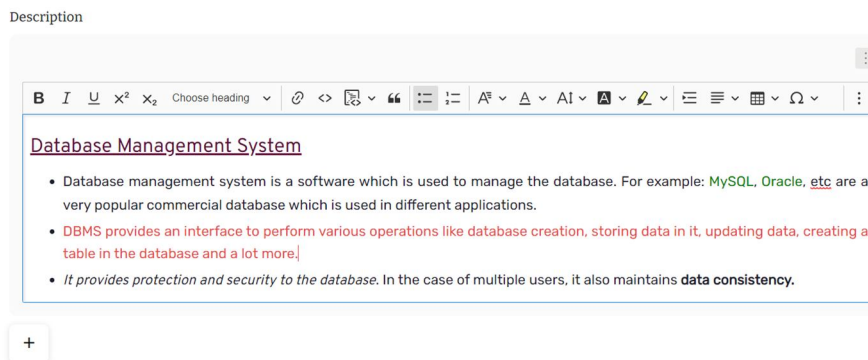 Description
B I U x² x₂ Choose heading
Database Management System
• Database management system is a software which is used to manage the database. For example: MySQL, Oracle, etc are a
very popular commercial database which is used in different applications.
• DBMS provides an interface to perform various operations like database creation, storing data in it, updating data, creating a
table in the database and a lot more.
• It provides protection and security to the database. In the case of multiple users, it also maintains data consistency.
+